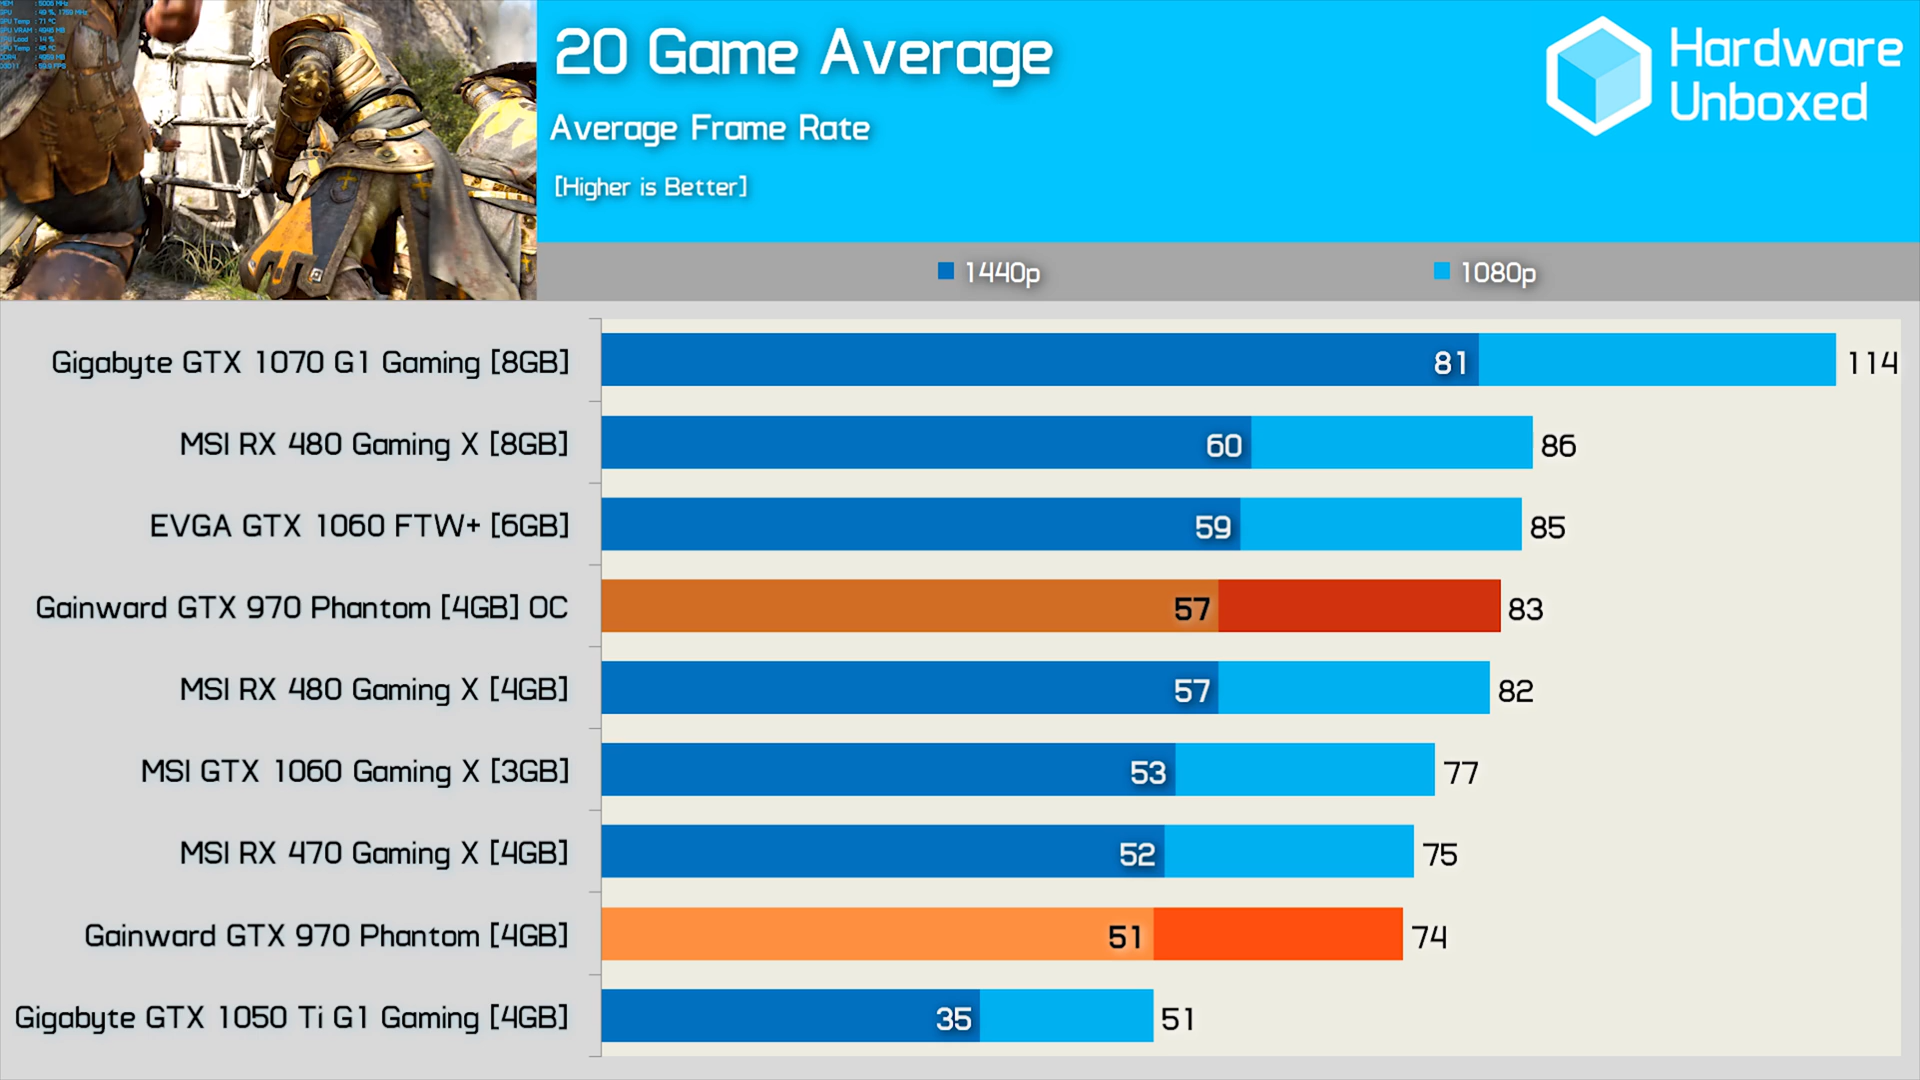 20 Game Average
Average Frame Rate
[Higher is Better]
Hardware
Unboxed
1440p
1080p
Gigabyte GTX 1070 G1 Gaming [8GB] 81 114
MSI RX 480 Gaming X [8GB] 60 86
EVGA GTX 1060 FTW+ [6GB] 59 85
Gainward GTX 970 Phantom [4GB] OC 57 83
MSI RX 480 Gaming X [4GB] 57 82
MSI GTX 1060 Gaming X [3GB] 53 77
MSI RX 470 Gaming X [4GB] 52 75
Gainward GTX 970 Phantom [4GB] 51 74
Gigabyte GTX 1050 Ti G1 Gaming [4GB] 35 51